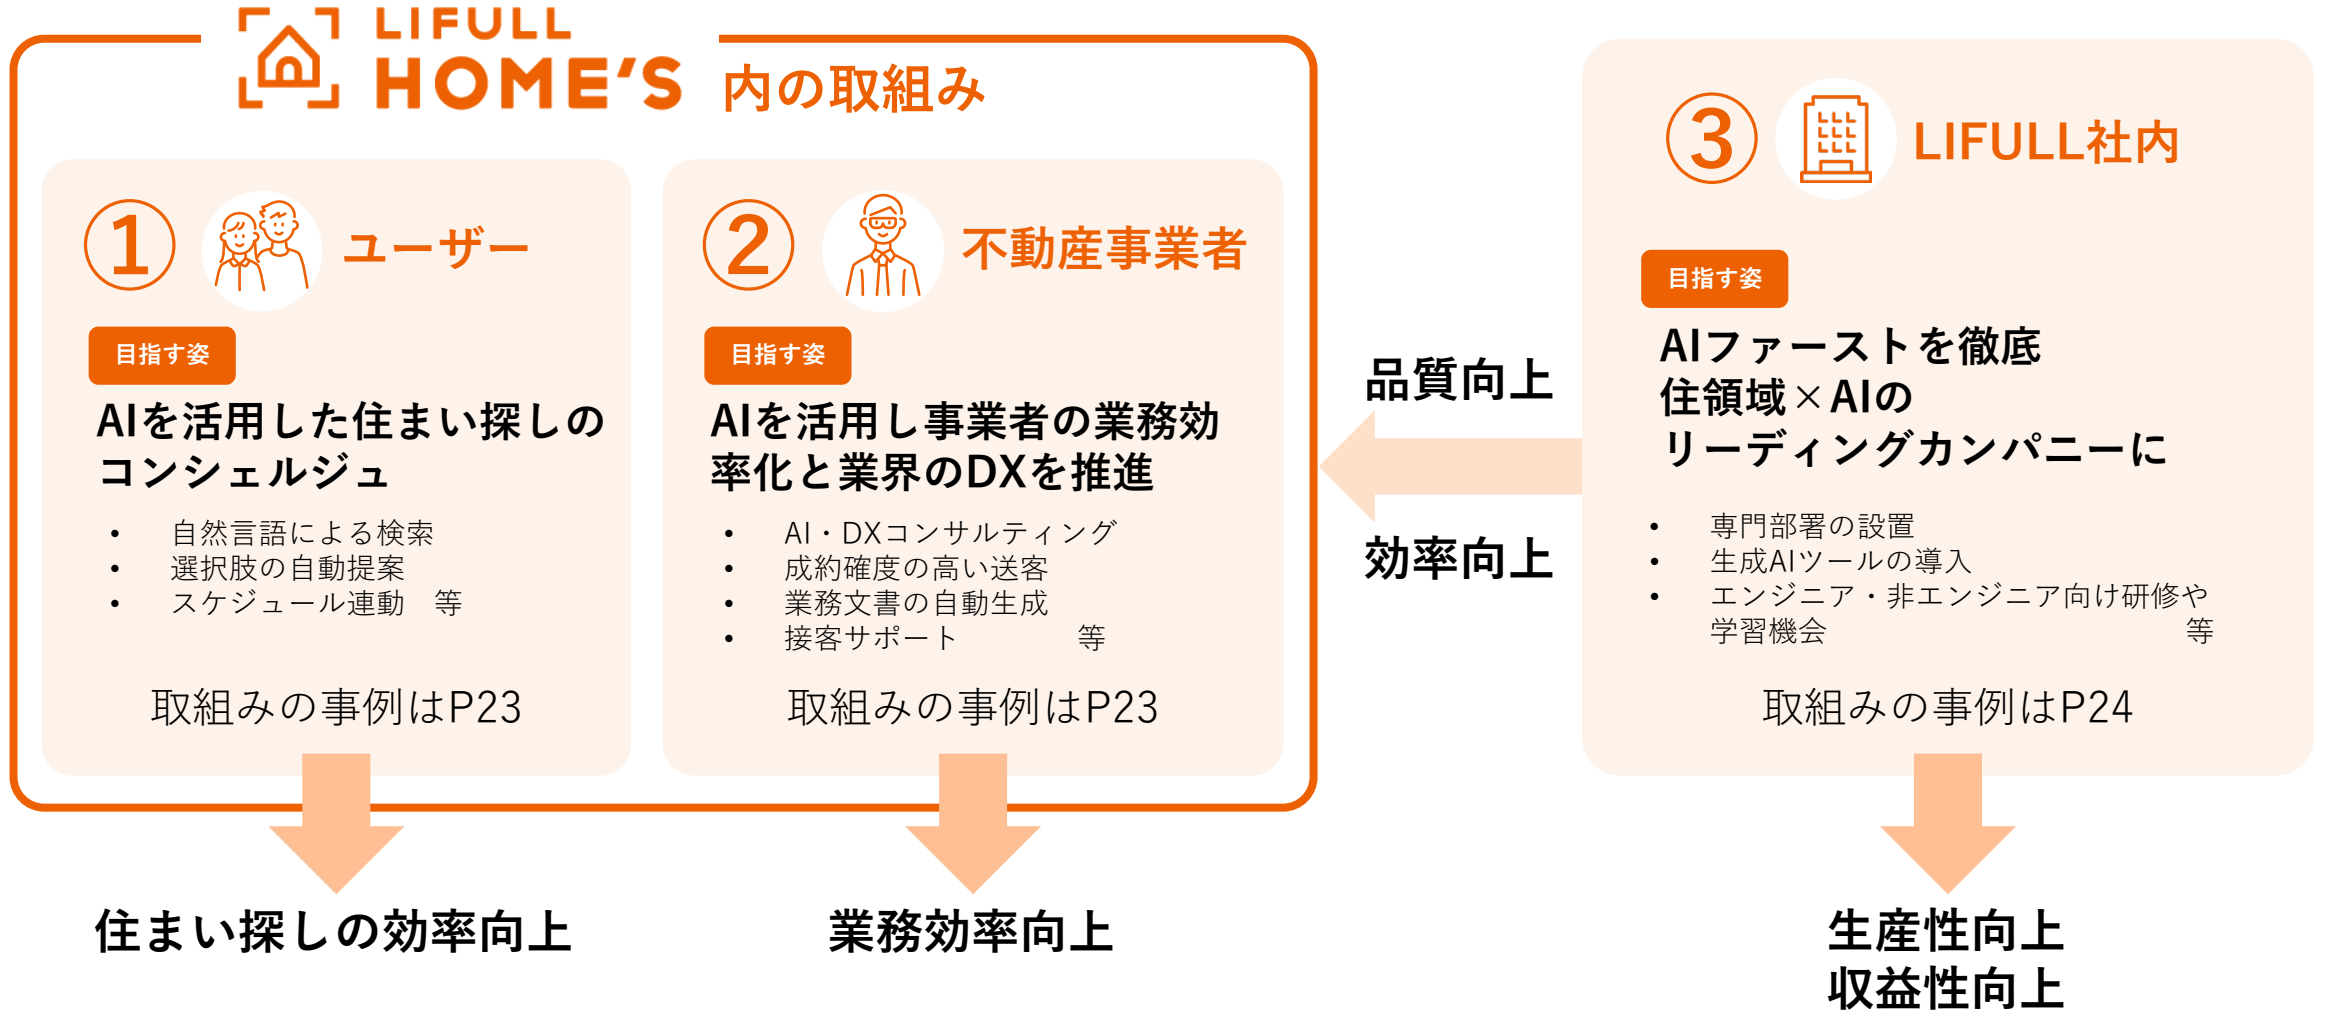 LIFULL
HOME'S 内の取組み
① ユーザー
目指す姿
AIを活用した住まい探しの
コンシェルジュ
• 自然言語による検索
• 選択肢の自動提案
• スケジュール連動　等
取組みの事例はP23
住まい探しの効率向上
② 不動産事業者
目指す姿
AIを活用し事業者の業務効
率化と業界のDXを推進
• AI・DXコンサルティング
• 成約確度の高い送客
• 業務文書の自動生成
• 接客サポート　等
取組みの事例はP23
業務効率向上
品質向上
効率向上
③ LIFULL社内
目指す姿
AIファーストを徹底
住領域×AIの
リーディングカンパニーに
• 専門部署の設置
• 生成AIツールの導入
• エンジニア・非エンジニア向け研修や
学習機会　等
取組みの事例はP24
生産性向上
収益性向上